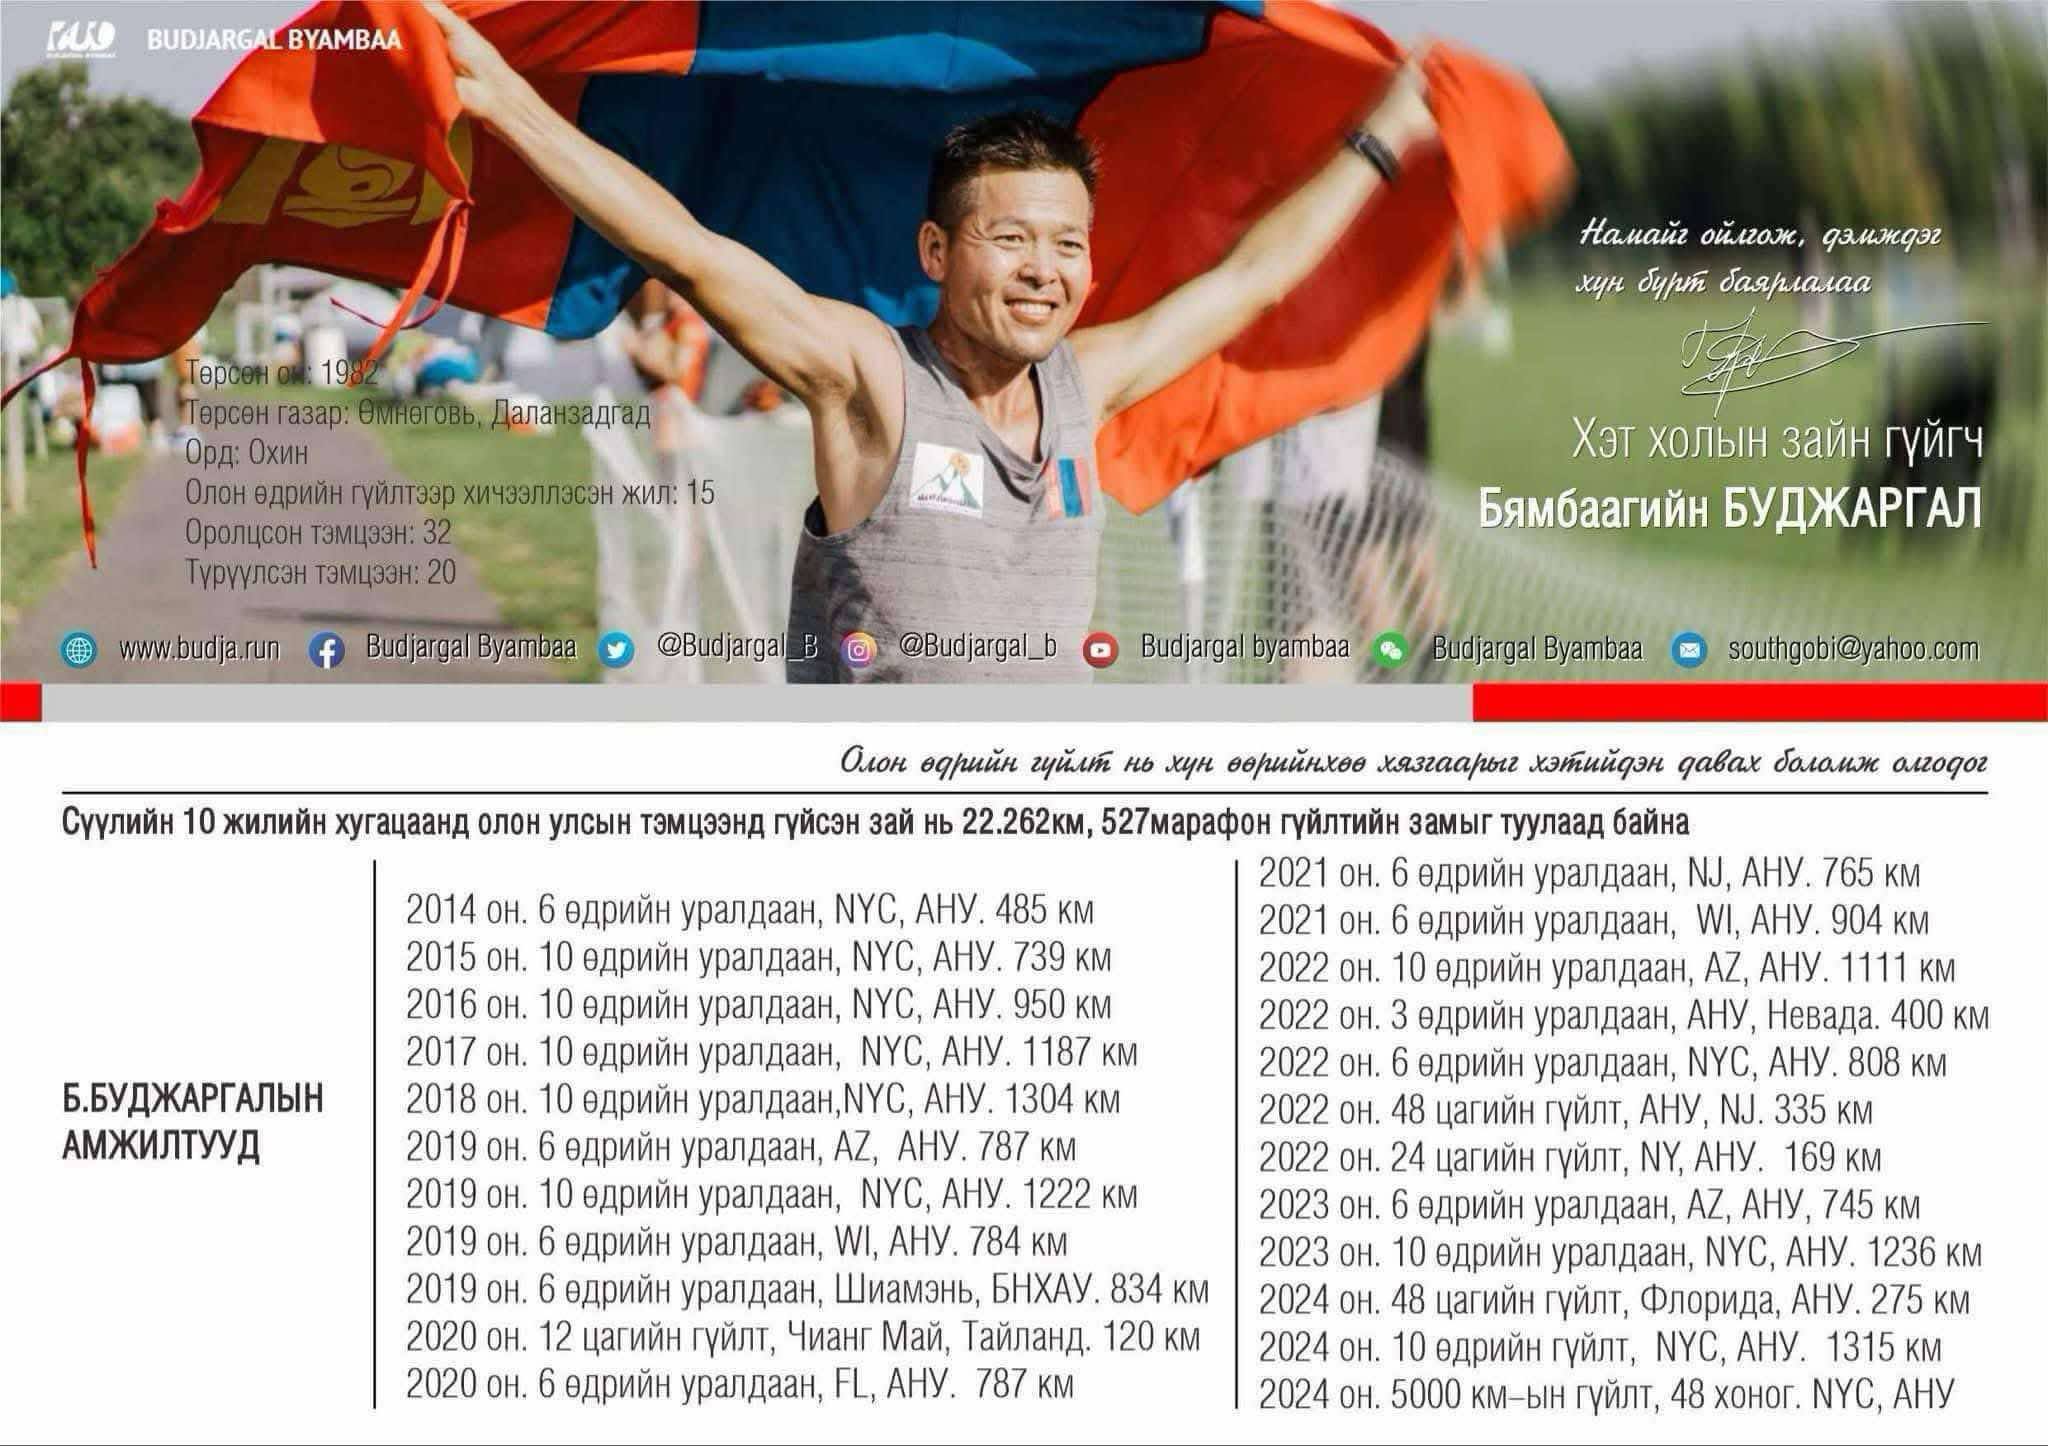 BUDJARGAL BYAMBAA
Намайг ойлгож, дэмждэг
хүн бүрт баярлалаа
Төрсөн он: 1982
Төрсөн газар: Өмнөговь, Даланзадгад
Орд: Охин
Олон өдрийн гүйлтээр хичээллэсэн жил: 15
Оролцсон тэмцээн: 32
Түрүүлсэн тэмцээн: 20
Хэт холын зайн гүйгч
Бямбаагийн БУДЖАРГАЛ
www.budja.run Budjargal Byambaa @Budjargal_B @Budjargal_b Budjargal byambaa Budjargal Byambaa southgobi@yahoo.com
Олон өдрийн гүйлт нь хүн өөрийнхөө хязгаарыг хэтийдэн давах боломж олгодог
Сүүлийн 10 жилийн хугацаанд олон улсын тэмцээнд гүйсэн зай нь 22.262км, 527марафон гүйлтийн замыг туулаад байна
Б.БУДЖАРГАЛЫН
АМЖИЛТУУД
2014 он. 6 өдрийн уралдаан, NYC, АНУ. 485 км
2015 он. 10 өдрийн уралдаан, NYC, АНУ. 739 км
2016 он. 10 өдрийн уралдаан, NYC, АНУ. 950 км
2017 он. 10 өдрийн уралдаан, NYC, АНУ. 1187 км
2018 он. 10 өдрийн уралдаан,NYC, АНУ. 1304 км
2019 он. 6 өдрийн уралдаан, AZ, АНУ. 787 км
2019 он. 10 өдрийн уралдаан, NYC, АНУ. 1222 км
2019 он. 6 өдрийн уралдаан, WI, АНУ. 784 км
2019 он. 6 өдрийн уралдаан, Шиамэнь, БНХАУ. 834 км
2020 он. 12 цагийн гүйлт, Чианг Май, Тайланд. 120 км
2020 он. 6 өдрийн уралдаан, FL, АНУ. 787 км
2021 он. 6 өдрийн уралдаан, NJ, АНУ. 765 км
2021 он. 6 өдрийн уралдаан, WI, АНУ. 904 км
2022 он. 10 өдрийн уралдаан, AZ, АНУ. 1111 км
2022 он. 3 өдрийн уралдаан, АНУ, Невада. 400 км
2022 он. 6 өдрийн уралдаан, NYC, АНУ. 808 км
2022 он. 48 цагийн гүйлт, АНУ, NJ. 335 км
2022 он. 24 цагийн гүйлт, NY, АНУ. 169 км
2023 он. 6 өдрийн уралдаан, AZ, АНУ, 745 км
2023 он. 10 өдрийн уралдаан, NYC, АНУ. 1236 км
2024 он. 48 цагийн гүйлт, Флорида, АНУ. 275 км
2024 он. 10 өдрийн гүйлт, NYC, АНУ. 1315 км
2024 он. 5000 км–ын гүйлт, 48 хоног. NYC, АНУ